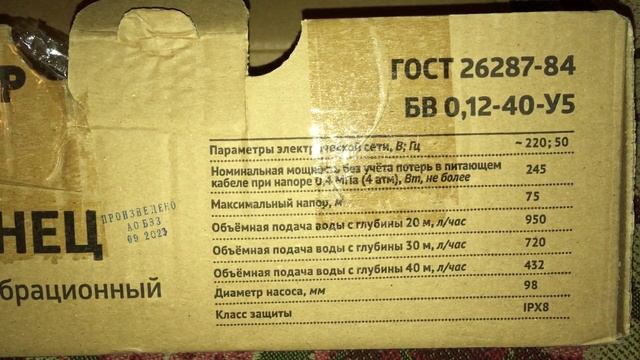 ГОСТ 26287-84
БВ 0,12-40-У5
Параметры электрической сети, В; Гц ~ 220; 50
Номинальная мощность без учёта потерь в питающем
кабеле при напоре 0,4 МПа (4 атм), Вт, не более 245
Максимальный напор, м 75
Объёмная подача воды с глубины 20 м, л/час 950
Объёмная подача воды с глубины 30 м, л/час 720
Объёмная подача воды с глубины 40 м, л/час 432
Диаметр насоса, мм 98
Класс защиты IPX8
Р
ПРОИЗВЕДЕНО
АО БЗЗ
09 2023
НЕЦ
брационный